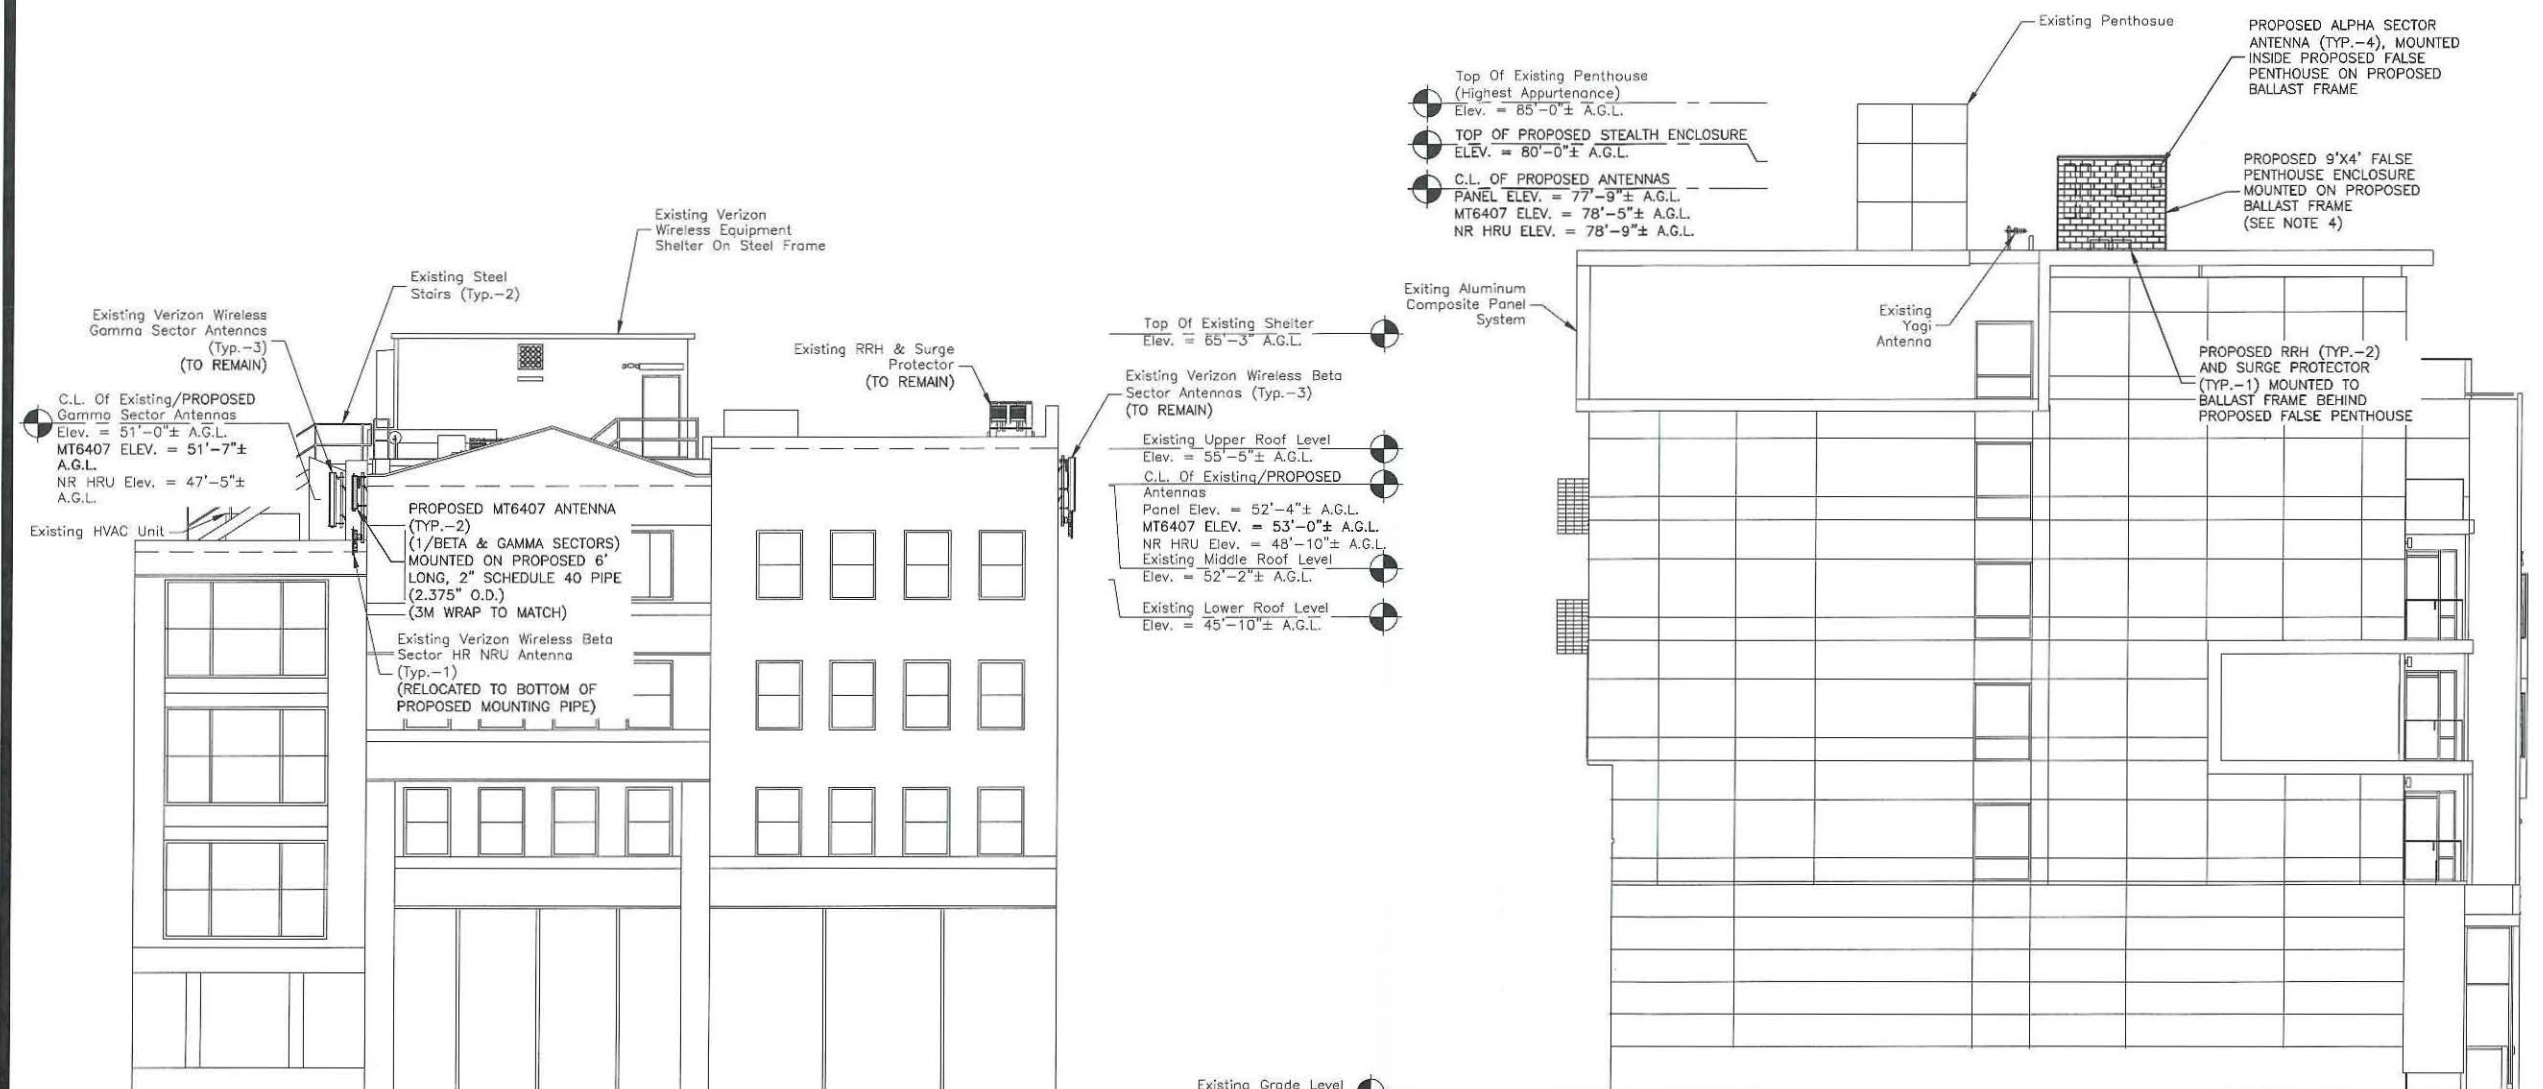 Existing Penthosue
PROPOSED ALPHA SECTOR
ANTENNA (TYP.-4), MOUNTED
INSIDE PROPOSED FALSE
PENTHOUSE ON PROPOSED
BALLAST FRAME
Top Of Existing Penthouse
(Highest Appurtenance)
Elev. = 85'-0"± A.G.L.
TOP OF PROPOSED STEALTH ENCLOSURE
ELEV. = 80'-0"± A.G.L.
C.L. OF PROPOSED ANTENNAS
PANEL ELEV. = 77'-9"± A.G.L.
MT6407 ELEV. = 78'-5"± A.G.L.
NR HRU ELEV. = 78'-9"± A.G.L.
PROPOSED 9'X4' FALSE
PENTHOUSE ENCLOSURE
MOUNTED ON PROPOSED
BALLAST FRAME
(SEE NOTE 4)
Existing Verizon
Wireless Equipment
Shelter On Steel Frame
Existing Steel
Stairs (Typ.-2)
Existing Verizon Wireless
Gamma Sector Antennas
(Typ.-3)
(TO REMAIN)
C.L. Of Existing/PROPOSED
Gamma Sector Antennas
Elev. = 51'-0"± A.G.L.
MT6407 ELEV. = 51'-7"±
A.G.L.
NR HRU Elev. = 47'-5"±
A.G.L.
Existing HVAC Unit
Existing RRH & Surge
Protector
(TO REMAIN)
Top Of Existing Shelter
Elev. = 65'-3" A.G.L.
Existing Verizon Wireless Beta
Sector Antennas (Typ.-3)
(TO REMAIN)
Existing Upper Roof Level
Elev. = 55'-5"± A.G.L.
C.L. Of Existing/PROPOSED
Antennas
Panel Elev. = 52'-4"± A.G.L.
MT6407 ELEV. = 53'-0"± A.G.L.
NR HRU Elev. = 48'-10"± A.G.L.
Existing Middle Roof Level
Elev. = 52'-2"± A.G.L.
Existing Lower Roof Level
Elev. = 45'-10"± A.G.L.
PROPOSED MT6407 ANTENNA
(TYP.-2)
(1/BETA & GAMMA SECTORS)
MOUNTED ON PROPOSED 6'
LONG, 2" SCHEDULE 40 PIPE
(2.375" O.D.)
(3M WRAP TO MATCH)
Existing Verizon Wireless Beta
Sector HR NRU Antenna
(Typ.-1)
(RELOCATED TO BOTTOM OF
PROPOSED MOUNTING PIPE)
Exiting Aluminum
Composite Panel
System
Existing
Yagi
Antenna
PROPOSED RRH (TYP.-2)
AND SURGE PROTECTOR
(TYP.-1) MOUNTED TO
BALLAST FRAME BEHIND
PROPOSED FALSE PENTHOUSE
Existing Grade Level